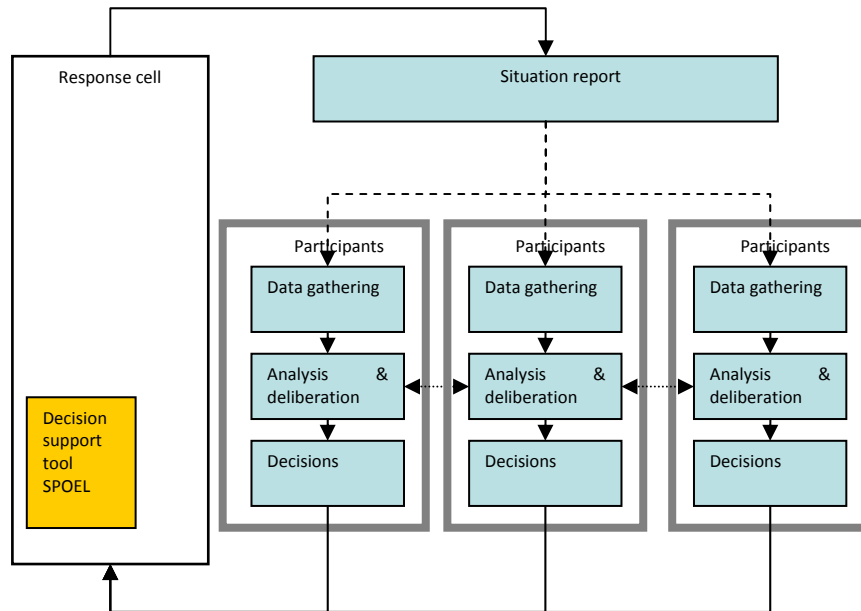 Response cell
Situation report
Decision
support
tool
SPOEL
Participants
Data gathering
Analysis &
deliberation
Decisions
Participants
Data gathering
Analysis &
deliberation
Decisions
Participants
Data gathering
Analysis &
deliberation
Decisions